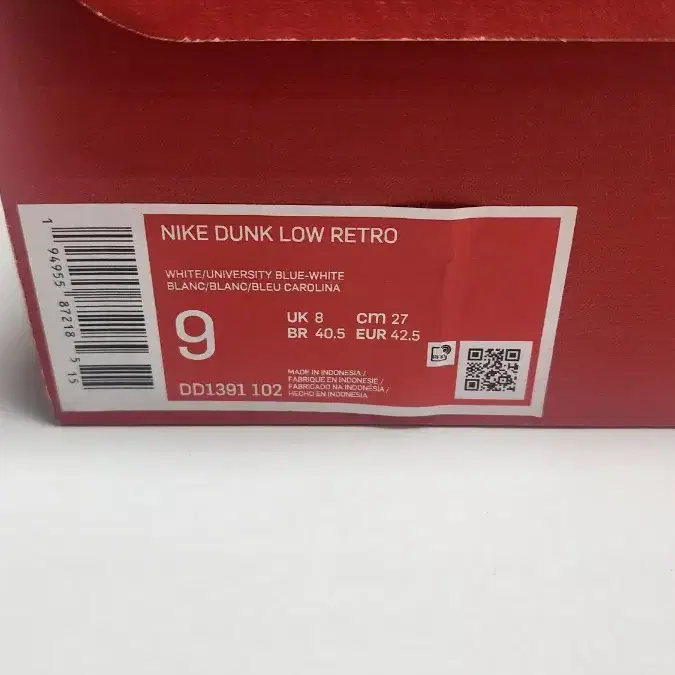 1 94955 87218 5 15
NIKE DUNK LOW RETRO
WHITE/UNIVERSITY BLUE-WHITE
BLANC/BLANC/BLEU CAROLINA
9
UK 8 cm 27
BR 40.5 EUR 42.5
DD1391 102
MADE IN INDONESIA /
FABRIQUE EN INDONESIE /
FABRICADO NA INDONESIA /
HECHO EN INDONESIA